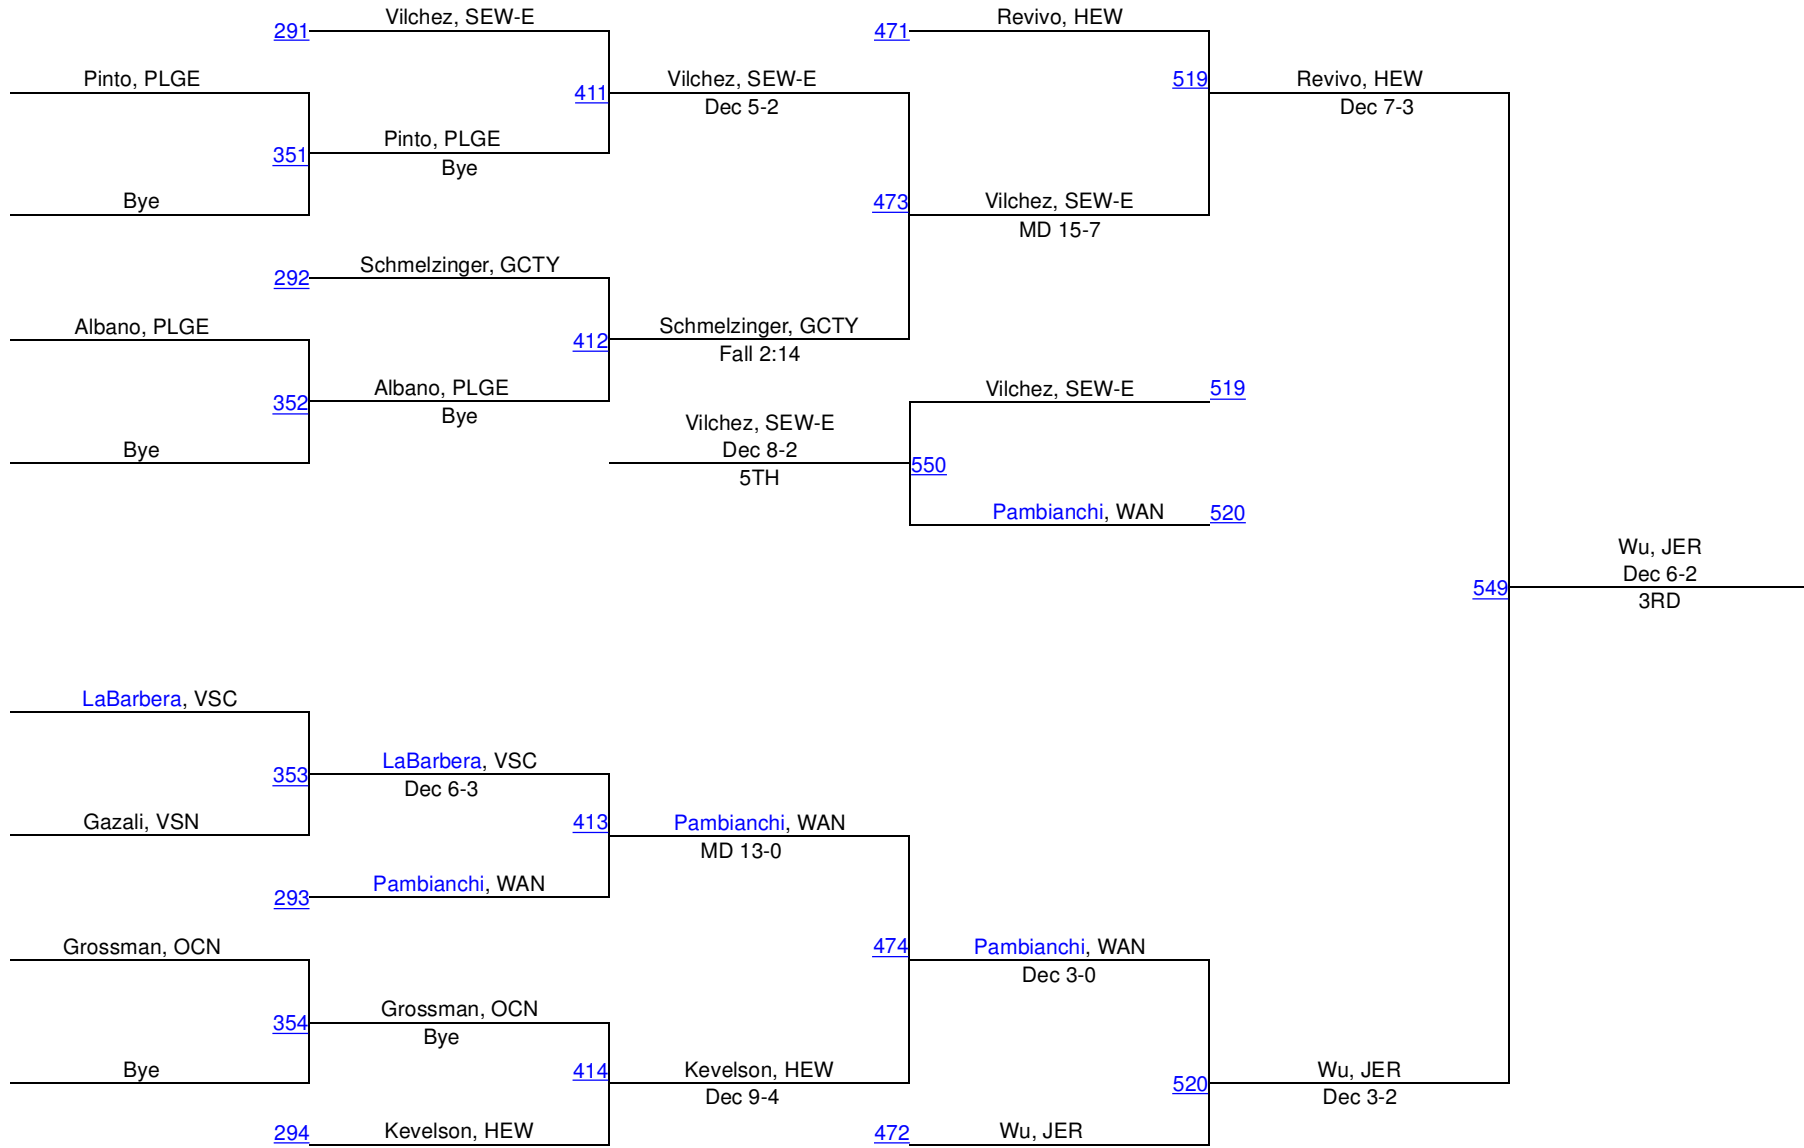 Vilchez, SEW-E
291
Pinto, PLGE
411
Vilchez, SEW-E
Dec 5-2
351
Pinto, PLGE
Bye
Bye
471
Revivo, HEW
519
Revivo, HEW
Dec 7-3
473
Vilchez, SEW-E
MD 15-7
292
Schmelzinger, GCTY
Albano, PLGE
412
Schmelzinger, GCTY
Fall 2:14
352
Albano, PLGE
Bye
Bye
Vilchez, SEW-E
519
Vilchez, SEW-E
Dec 8-2
5TH
550
Pambianchi, WAN
520
Wu, JER
Dec 6-2
3RD
549
LaBarbera, VSC
353
LaBarbera, VSC
Dec 6-3
Gazali, VSN
413
Pambianchi, WAN
MD 13-0
293
Pambianchi, WAN
Grossman, OCN
474
Pambianchi, WAN
Dec 3-0
354
Grossman, OCN
Bye
Bye
414
Kevelson, HEW
Dec 9-4
520
Wu, JER
Dec 3-2
294
Kevelson, HEW
472
Wu, JER